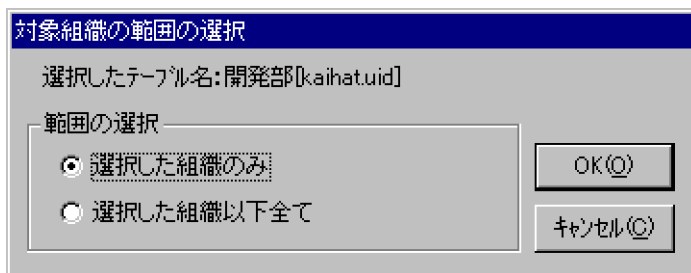 対象組織の範囲の選択
選択したテーブル名:開発部[kaihat.uid]
範囲の選択
選択した組織のみ
選択した組織以下全て
OK(O)
キャンセル(C)